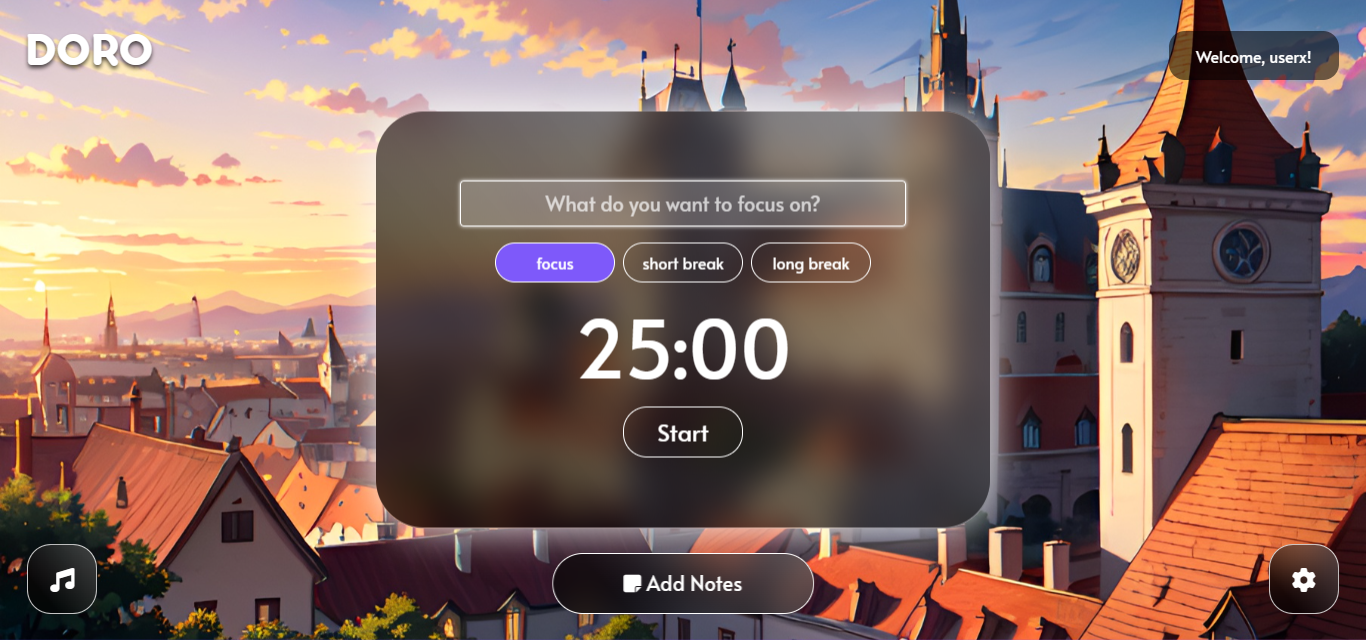 DORO
Welcome, userx!
What do you want to focus on?
focus
short break
long break
25:00
Start
Add Notes